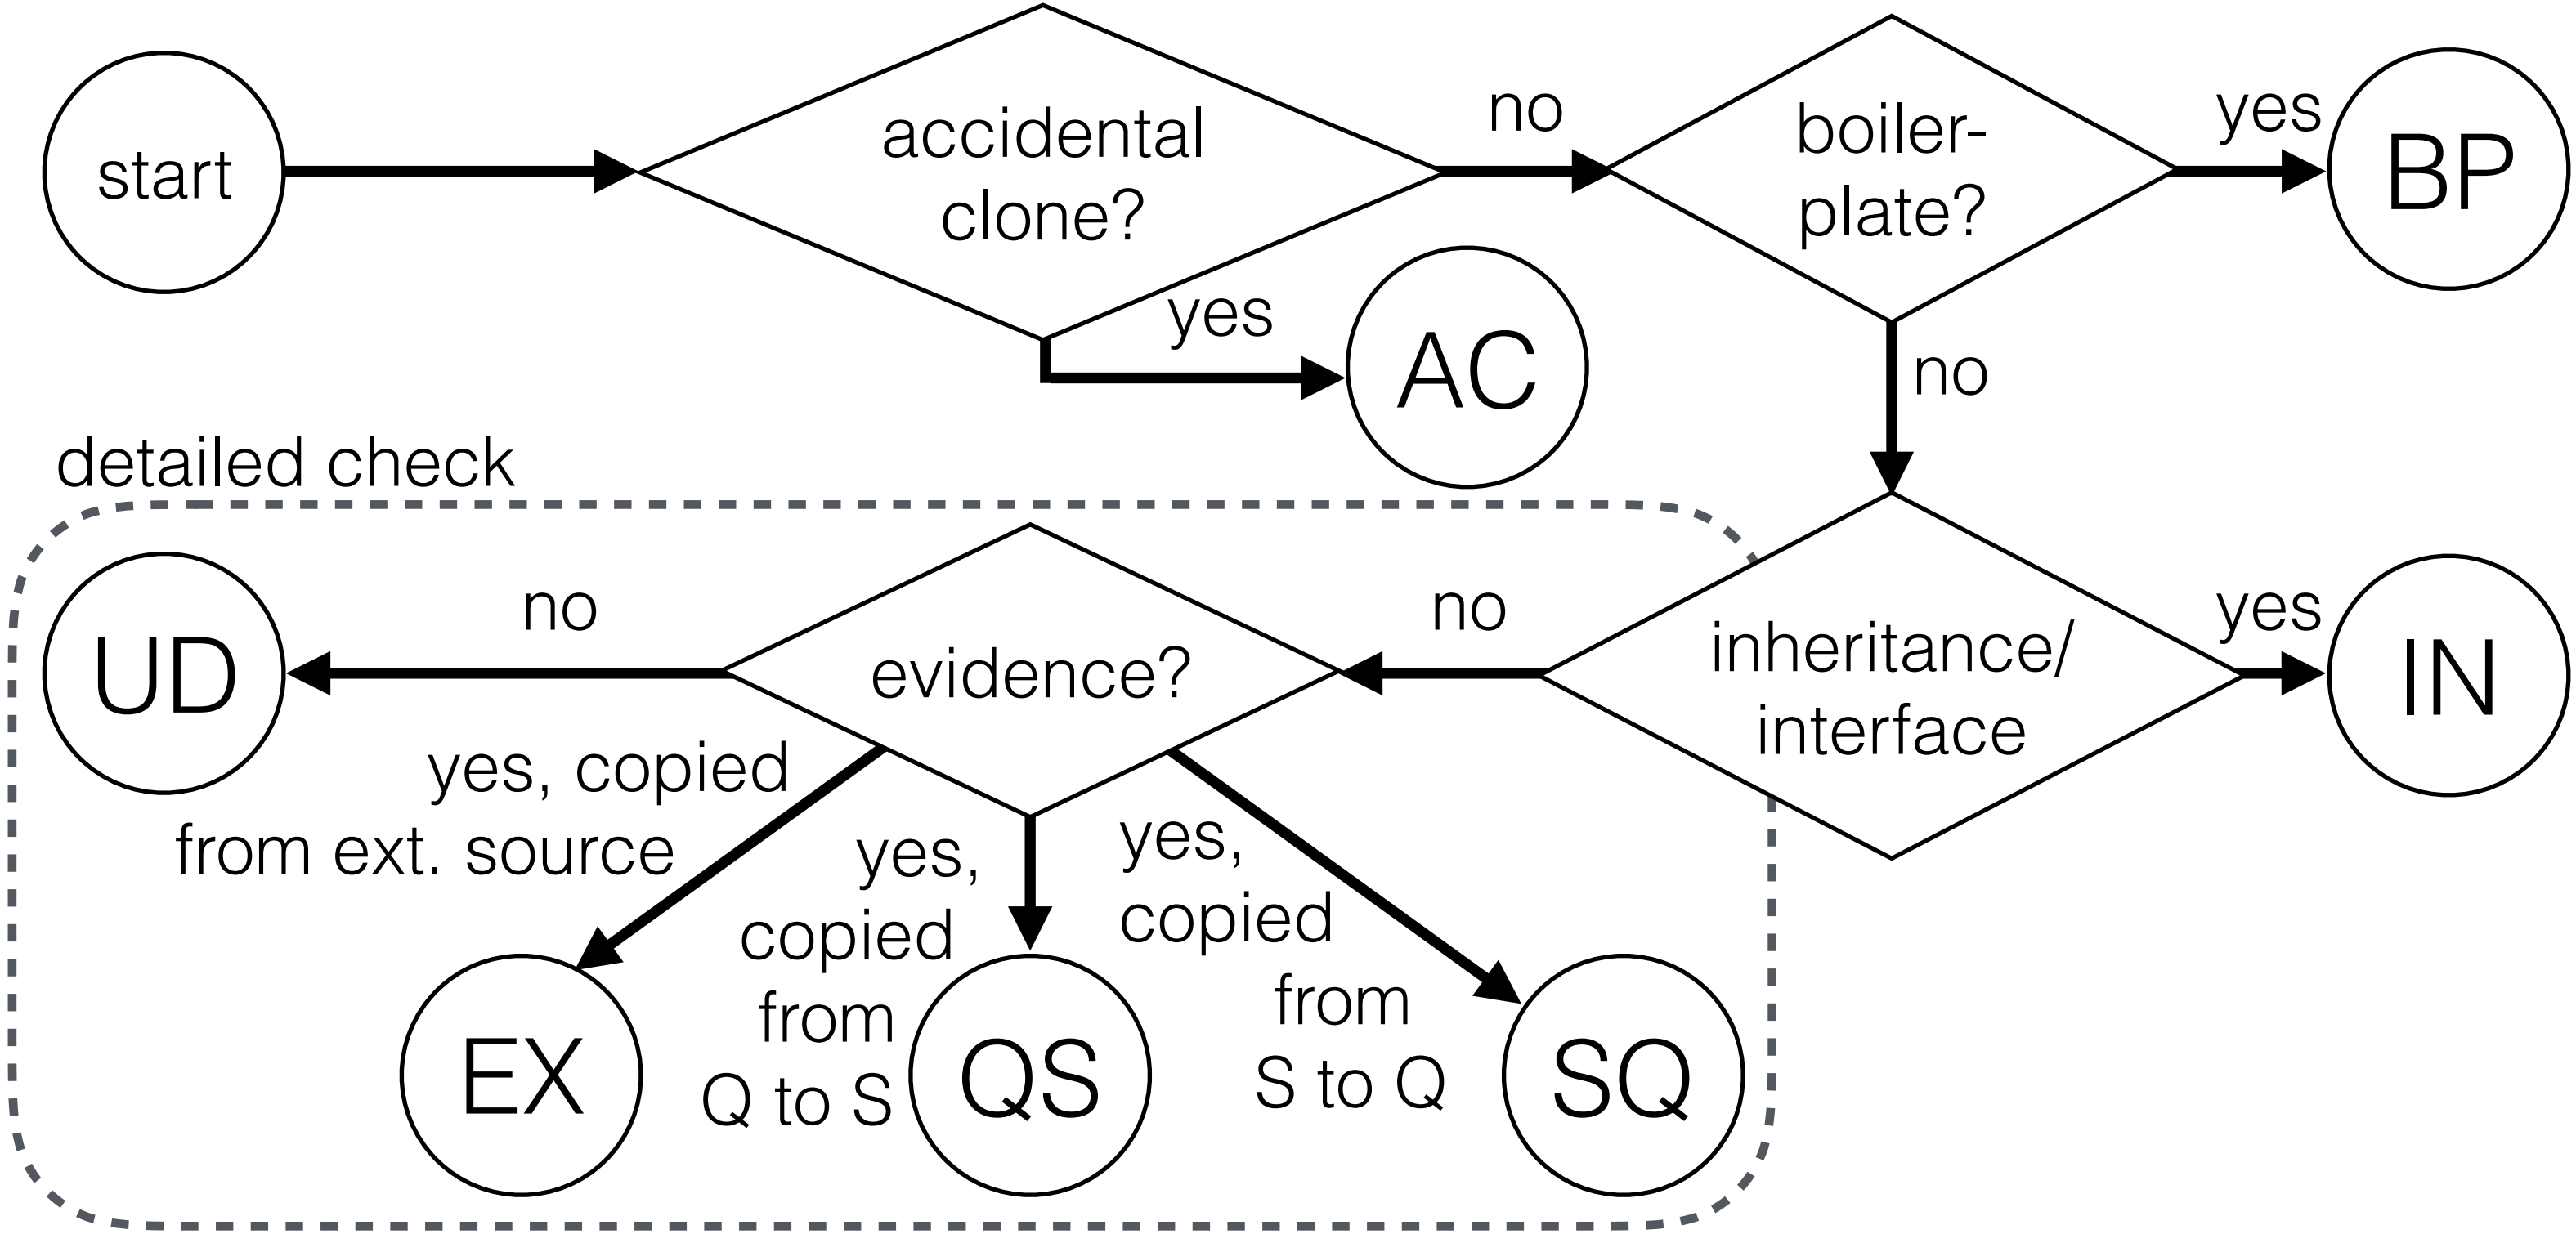 start
accidental
clone?
no
boiler-
plate?
yes
BP
yes
AC
no
detailed check
UD
no
evidence?
no
inheritance/
interface
yes
IN
yes, copied
from ext. source
EX
yes,
copied
from
Q to S
QS
yes,
copied
from
S to Q
SQ